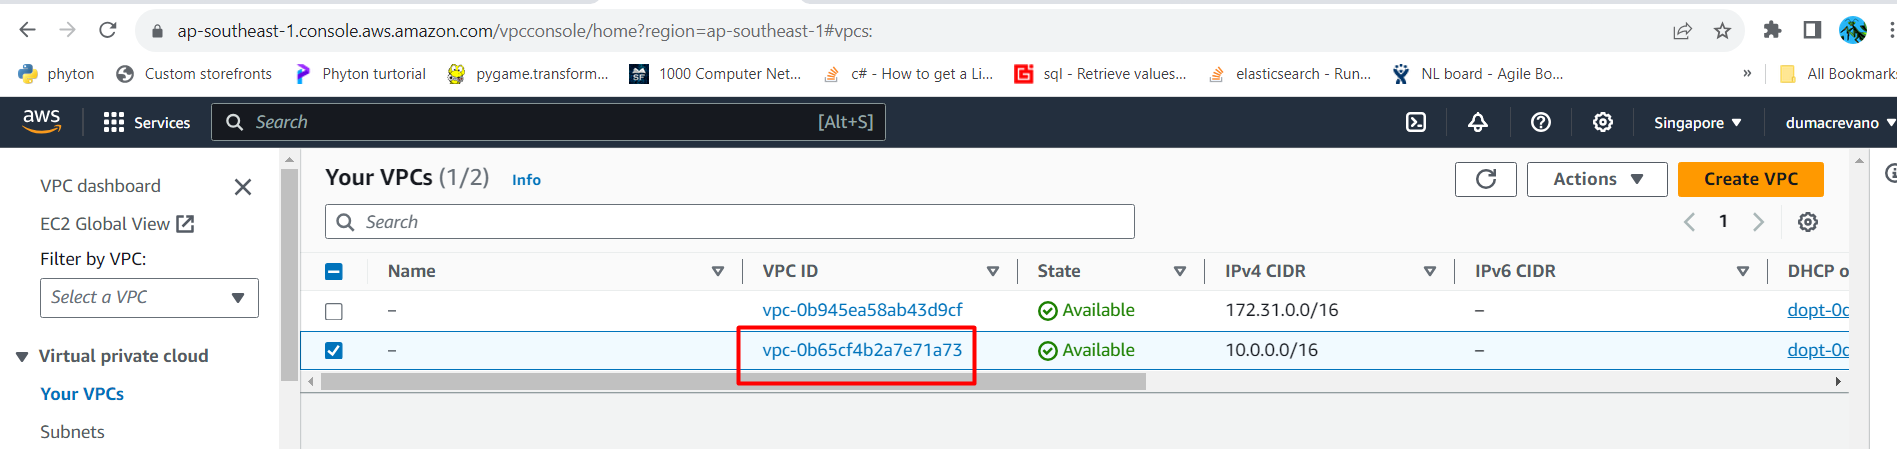 ap-southeast-1.console.aws.amazon.com/vpcconsole/home?region=ap-southeast-1#vpcs:
phyton Custom storefronts Phyton turtorial pygame.transform... 1000 Computer Net... c# - How to get a Li... sql - Retrieve values... elasticsearch - Run... NL board - Agile Bo... » All Bookmarks
aws Services Search [Alt+S] Singapore dumacrevano
VPC dashboard
EC2 Global View
Filter by VPC:
Select a VPC
Virtual private cloud
Your VPCs
Subnets
Your VPCs (1/2) Info Actions Create VPC
Search 1
Name VPC ID State IPv4 CIDR IPv6 CIDR DHCP o
– vpc-0b945ea58ab43d9cf Available 172.31.0.0/16 – dopt-0c
– vpc-0b65cf4b2a7e71a73 Available 10.0.0.0/16 – dopt-0c